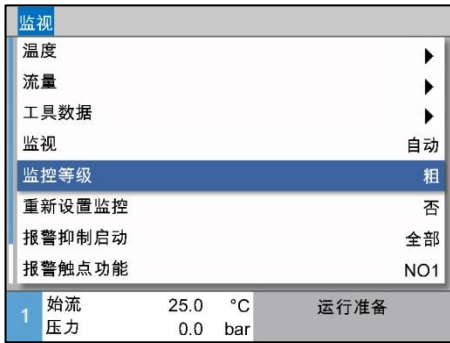 监视
温度
流量
工具数据
监视 自动
监控等级 粗
重新设置监控 否
报警抑制启动 全部
报警触点功能 NO1
1 始流 25.0 °C 运行准备
压力 0.0 bar